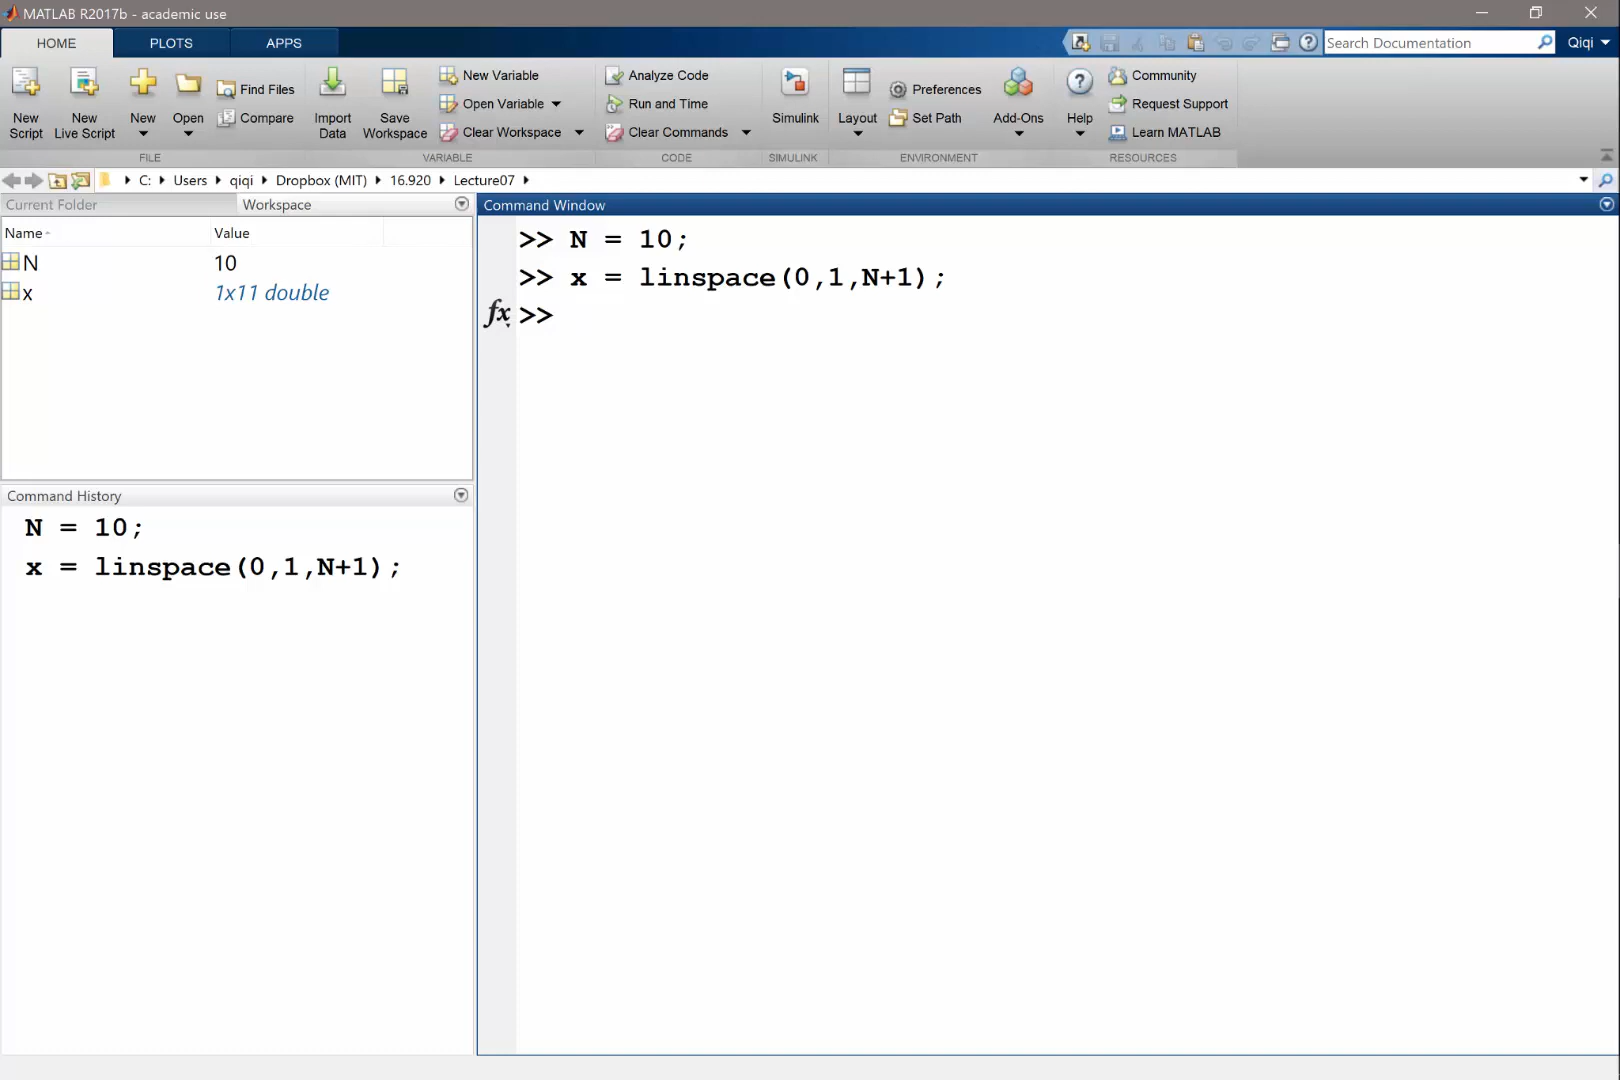 MATLAB R2017b - academic use
HOME PLOTS APPS
Search Documentation
Qiqi
New Script
New Live Script
New
Open
Find Files
Compare
FILE
Import Data
Save Workspace
New Variable
Open Variable
Clear Workspace
VARIABLE
Analyze Code
Run and Time
Clear Commands
CODE
Simulink
SIMULINK
Layout
Preferences
Set Path
Add-Ons
ENVIRONMENT
Help
Community
Request Support
Learn MATLAB
RESOURCES
C: Users qiqi Dropbox (MIT) 16.920 Lecture07
Current Folder
Workspace
Name Value
N 10
x 1x11 double
Command History
N = 10;
x = linspace(0,1,N+1);
Command Window
>> N = 10;
>> x = linspace(0,1,N+1);
fx >>